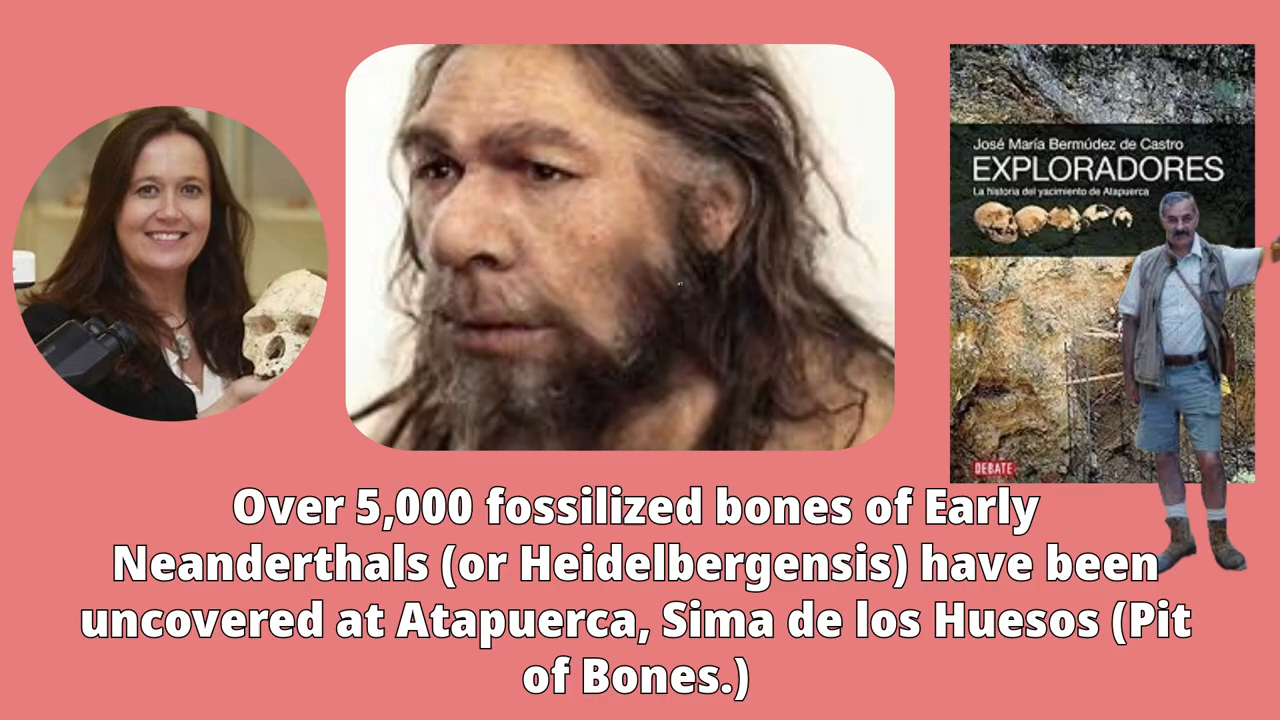 José María Bermúdez de Castro
EXPLORADORES
La historia del yacimiento de Atapuerca
DEBATE
Over 5,000 fossilized bones of Early
Neanderthals (or Heidelbergensis) have been
uncovered at Atapuerca, Sima de los Huesos (Pit
of Bones.)